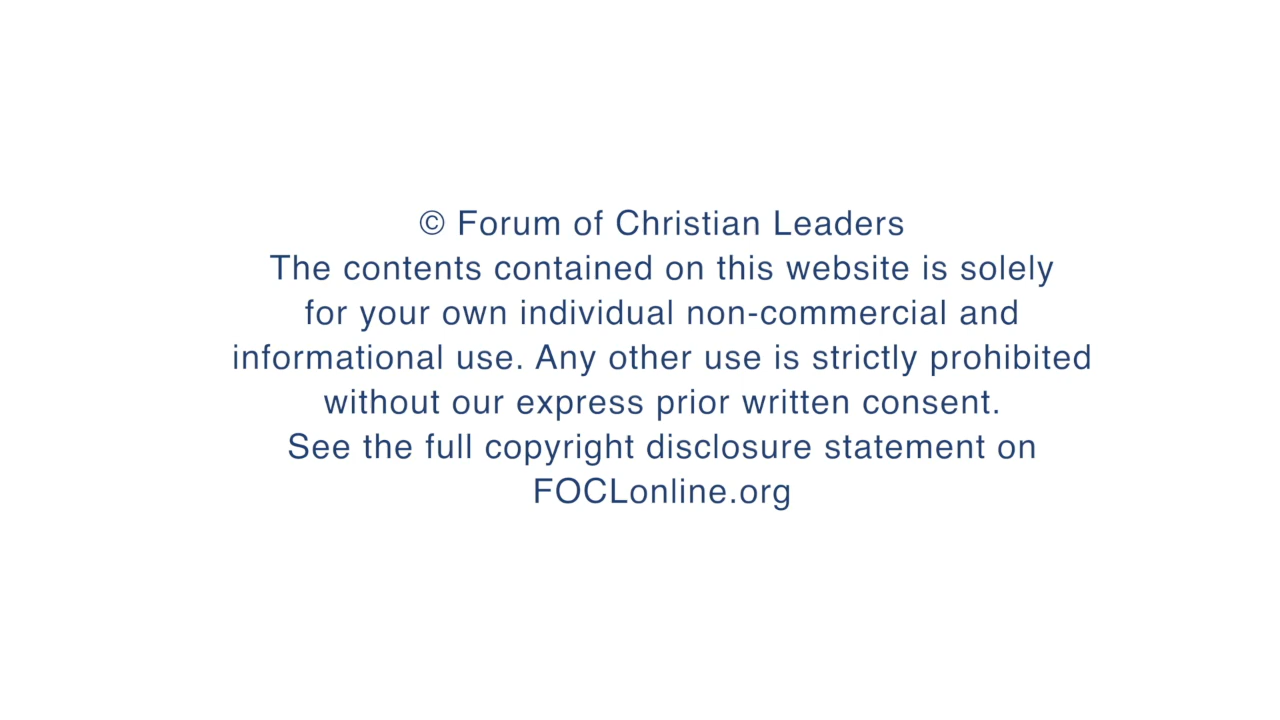 © Forum of Christian Leaders
The contents contained on this website is solely
for your own individual non-commercial and
informational use. Any other use is strictly prohibited
without our express prior written consent.
See the full copyright disclosure statement on
FOCLonline.org